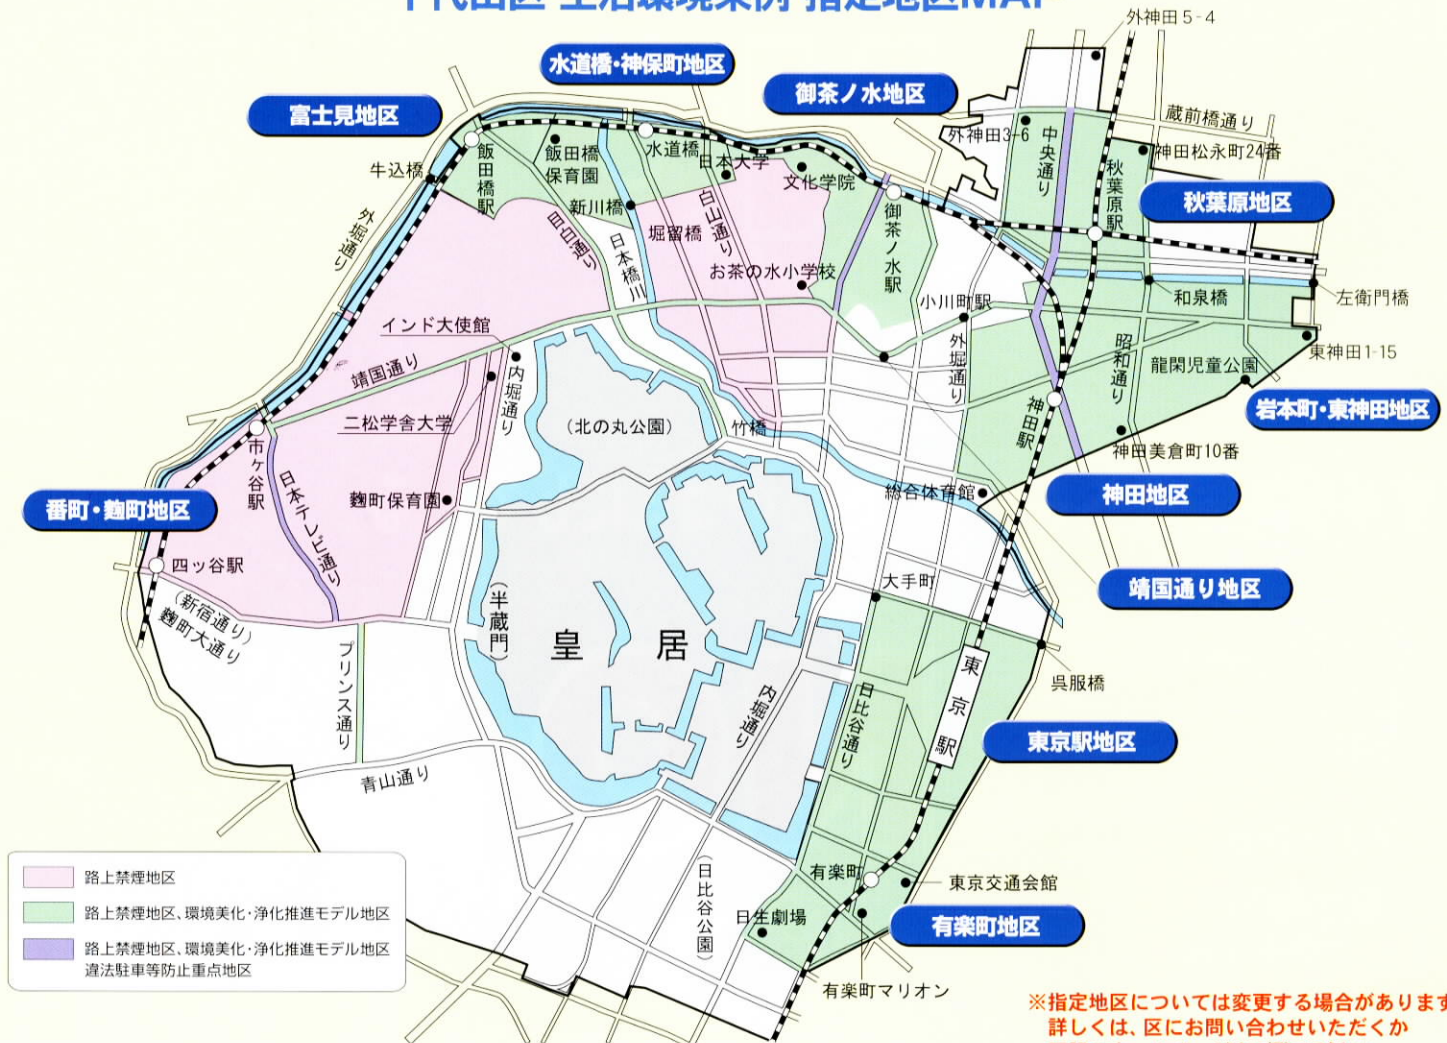 千代田区 生活環境条例 指定地区MAP
外神田5-4
水道橋・神保町地区
御茶ノ水地区
富士見地区
蔵前橋通り
外神田3-6
中央通り
神田松永町24番
秋葉原駅
秋葉原地区
牛込橋
飯田橋駅
飯田橋
保育園
水道橋
日本大学
文化学院
新川橋
外堀通り
目白通り
日本橋川
堀留橋
白山通り
御茶ノ水駅
お茶の水小学校
小川町駅
和泉橋
左衛門橋
インド大使館
靖国通り
内堀通り
外堀通り
昭和通り
東神田1-15
龍閑児童公園
岩本町・東神田地区
二松学舎大学
(北の丸公園)
竹橋
神田駅
神田美倉町10番
市ヶ谷駅
日本テレビ通り
麴町保育園
総合体育館
神田地区
番町・麴町地区
四ッ谷駅
大手町
靖国通り地区
(新宿通り)
麴町大通り
(半蔵門)
皇居
プリンス通り
内堀通り
日比谷通り
東京駅
呉服橋
東京駅地区
青山通り
有楽町
東京交通会館
(日比谷公園)
日生劇場
有楽町地区
有楽町マリオン
路上禁煙地区
路上禁煙地区、環境美化・浄化推進モデル地区
路上禁煙地区、環境美化・浄化推進モデル地区
違法駐車等防止重点地区
※指定地区については変更する場合があります
詳しくは、区にお問い合わせいただくか